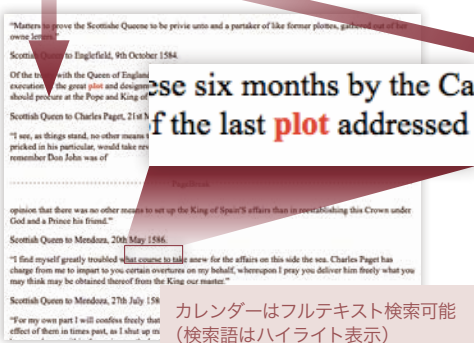 "Matters to prove the Scottishe Queene to be privie unto and a partaker of like former plottes, gathered out of her
owne letters."
Scottish Queen to Englefield, 9th October 1584.
Of the with the Queen of England
execution of the great plot and
should procure at the Pope and King of
Scottish Queen to Charles Paget, 21st
"I see, as things stand, no other means
pricked in his particular, would take
remember Don John was of
ese six months by the Ca
f the last plot addressed
PageBreak
opinion that there was no other means to set up the King of Spain'S affairs than in reestablishing this Crown under
God and a Prince his friend."
Scottish Queen to Mendoza, 20th May 1586.
"I find myself greatly troubled what course to take anew for the affairs on this side the sea. Charles Paget has
charge from me to impart to you certain overtures on my behalf, whereupon I pray you deliver him freely what you
may think may be obtained thereof from the King our master."
Scottish Queen to Mendoza, 27th July 158
"For my own part I will confess freely that
effect of them in times past, as I shut up m
カレンダーはフルテキスト検索可能
（検索語はハイライト表示）